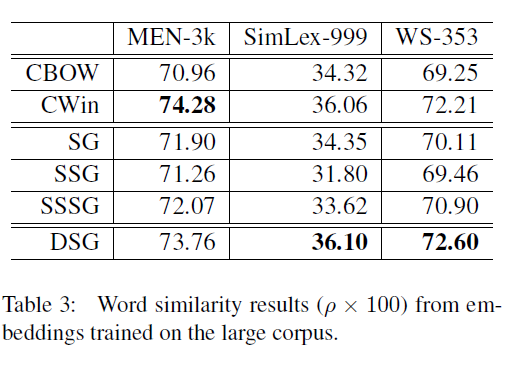 MEN-3k SimLex-999 WS-353
CBOW 70.96 34.32 69.25
CWin 74.28 36.06 72.21
SG 71.90 34.35 70.11
SSG 71.26 31.80 69.46
SSSG 72.07 33.62 70.90
DSG 73.76 36.10 72.60
Table 3: Word similarity results (ρ × 100) from em-
beddings trained on the large corpus.